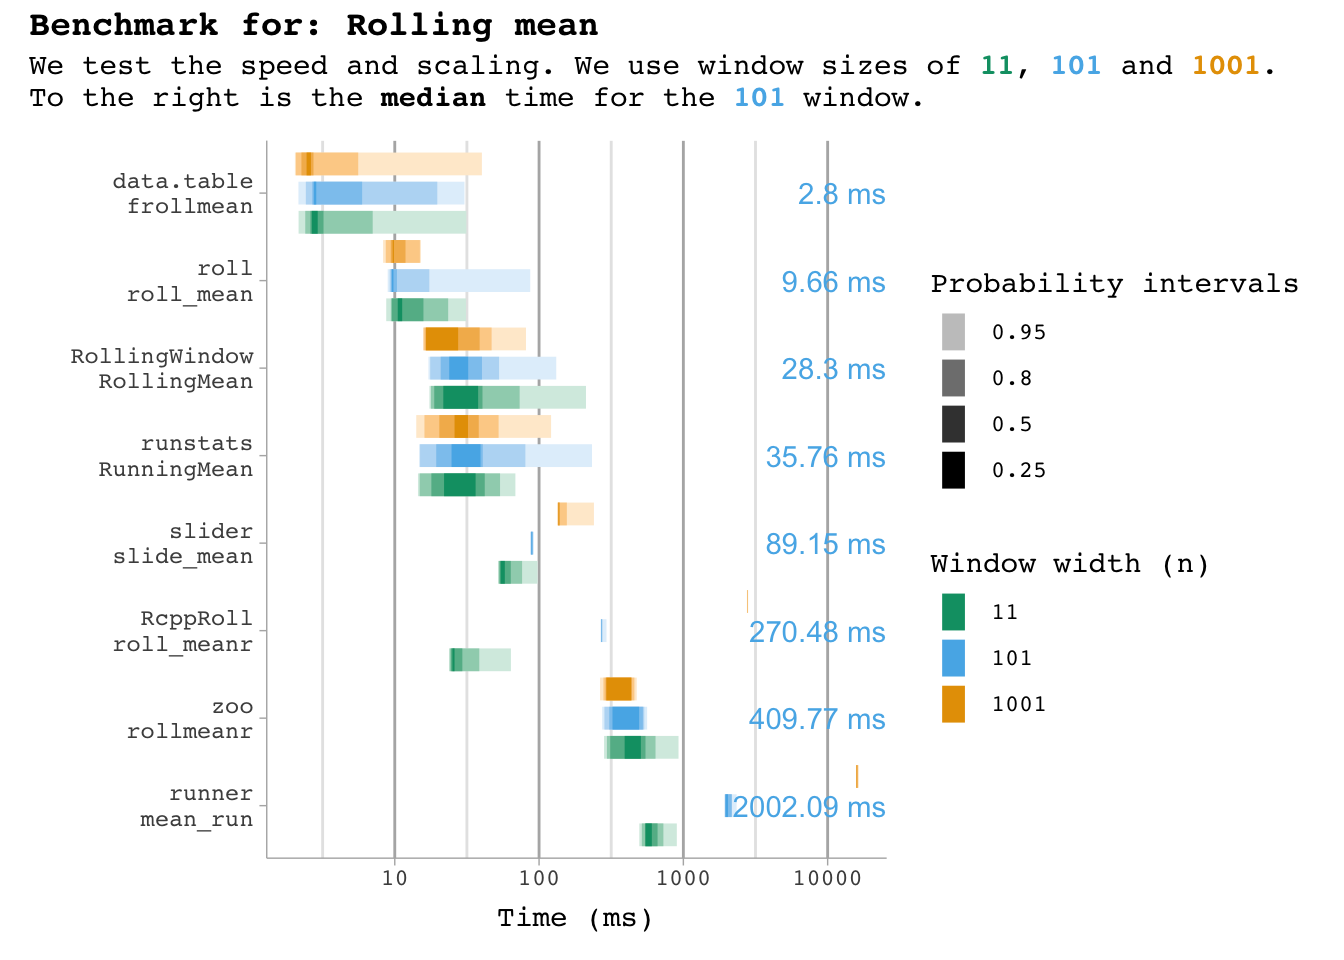 Benchmark for: Rolling mean
We test the speed and scaling. We use window sizes of 11, 101 and 1001.
To the right is the median time for the 101 window.
data.table
frollmean
2.8 ms
roll
roll_mean
9.66 ms
RollingWindow
RollingMean
28.3 ms
runstats
RunningMean
35.76 ms
slider
slide_mean
89.15 ms
RcppRoll
roll_meanr
270.48 ms
zoo
rollmeanr
409.77 ms
runner
mean_run
2002.09 ms
10 100 1000 10000
Time (ms)
Probability intervals
0.95
0.8
0.5
0.25
Window width (n)
11
101
1001